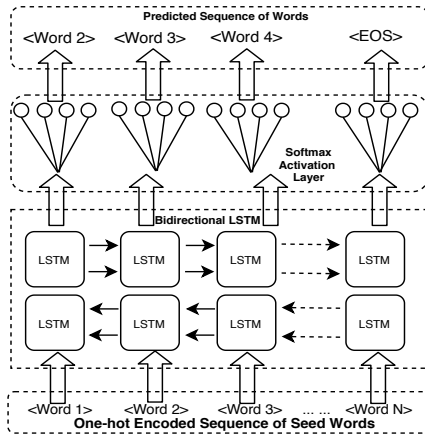 Predicted Sequence of Words
<Word 2> <Word 3> <Word 4> <EOS>
Softmax
Activation
Layer
Bidirectional LSTM
LSTM LSTM LSTM LSTM
LSTM LSTM LSTM LSTM
<Word 1> <Word 2> <Word 3> ... ... <Word N>
One-hot Encoded Sequence of Seed Words